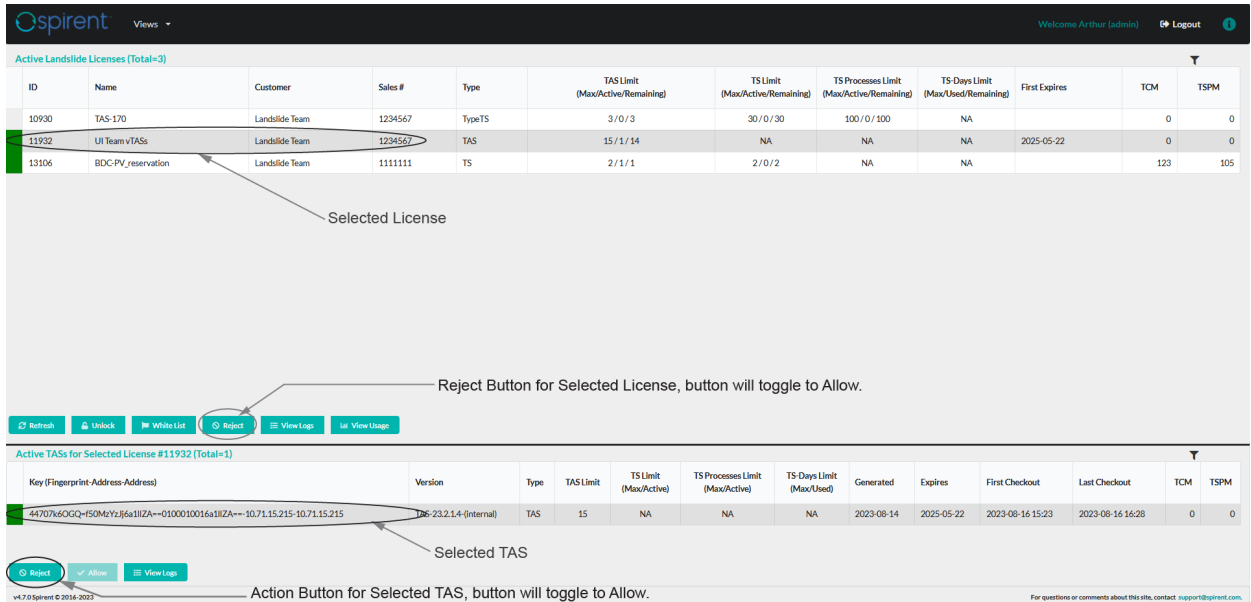 spirent Views Welcome Arthur (admin) Logout
Active Landslide Licenses (Total=3)
ID Name Customer Sales # Type TAS Limit (Max/Active/Remaining) TS Limit (Max/Active/Remaining) TS Processes Limit (Max/Active/Remaining) TS-Days Limit (Max/Used/Remaining) First Expires TCM TSPM
10930 TAS-170 Landslide Team 1234567 TypeTS 3 / 0 / 3 30 / 0 / 30 100 / 0 / 100 NA 0 0
11932 UI Team vTASs Landslide Team 1234567 TAS 15 / 1 / 14 NA NA NA 2025-05-22 0 0
13106 BDC-PV_reservation Landslide Team 1111111 TS 2 / 1 / 1 2 / 0 / 2 NA NA 123 105
Selected License
Reject Button for Selected License, button will toggle to Allow.
Refresh Unlock White List Reject View Logs View Usage
Active TASs for Selected License #11932 (Total=1)
Key (Fingerprint-Address-Address) Version Type TAS Limit TS Limit (Max/Active) TS Processes Limit (Max/Active) TS-Days Limit (Max/Used) Generated Expires First Checkout Last Checkout TCM TSPM
44707k6OGQ=f50MzYzJj6a1IIZA==0100010016a1IIZA==-10.71.15.215-10.71.15.215 TAS-23.2.1.4-(internal) TAS 15 NA NA NA 2023-08-14 2025-05-22 2023-08-16 15:23 2023-08-16 16:28 0 0
Selected TAS
Reject Allow View Logs
Action Button for Selected TAS, button will toggle to Allow.
v4.7.0 Spirent © 2016-2023 For questions or comments about this site, contact support@spirent.com.